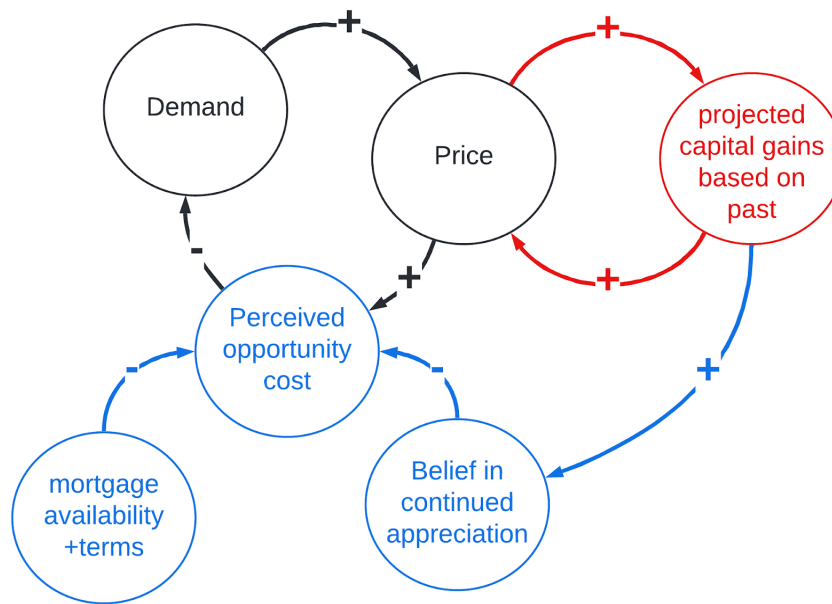 +
+
Demand
projected
capital gains
based on
past
Price
-
+
+
Perceived
opportunity
cost
-
-
+
mortgage
availability
+terms
Belief in
continued
appreciation